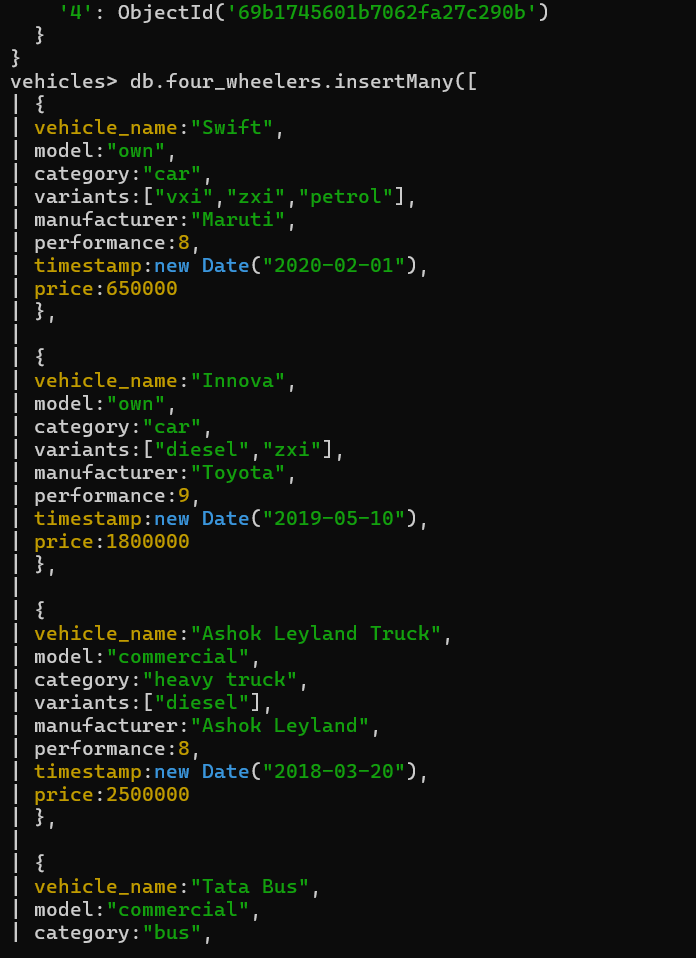 '4': ObjectId('69b1745601b7062fa27c290b')
}
}
vehicles> db.four_wheelers.insertMany([
| {
| vehicle_name:"Swift",
| model:"own",
| category:"car",
| variants:["vxi","zxi","petrol"],
| manufacturer:"Maruti",
| performance:8,
| timestamp:new Date("2020-02-01"),
| price:650000
| },
|
| {
| vehicle_name:"Innova",
| model:"own",
| category:"car",
| variants:["diesel","zxi"],
| manufacturer:"Toyota",
| performance:9,
| timestamp:new Date("2019-05-10"),
| price:1800000
| },
|
| {
| vehicle_name:"Ashok Leyland Truck",
| model:"commercial",
| category:"heavy truck",
| variants:["diesel"],
| manufacturer:"Ashok Leyland",
| performance:8,
| timestamp:new Date("2018-03-20"),
| price:2500000
| },
|
| {
| vehicle_name:"Tata Bus",
| model:"commercial",
| category:"bus",